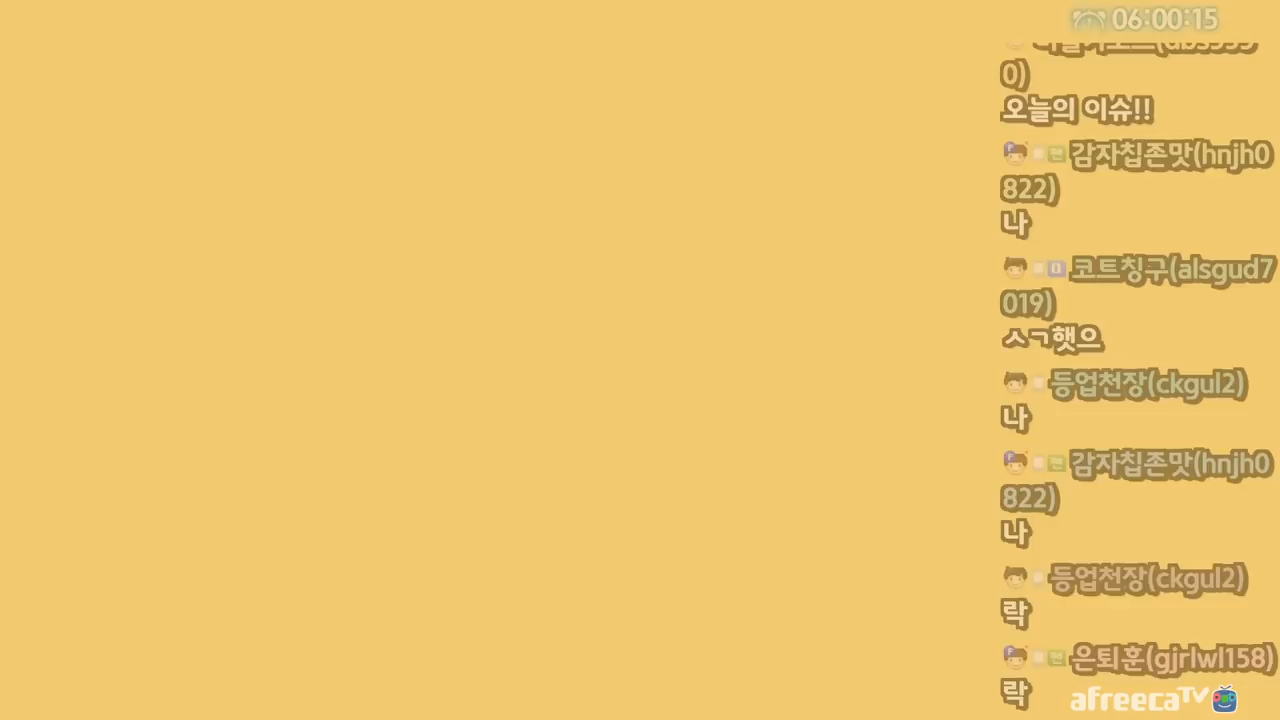 06:00:15
0)
오늘의 이슈!!
감자칩존맛(hnjh0
822)
나
코트칭구(alsgud7
019)
ㅅㄱ햇으
등업천장(ckgul2)
나
감자칩존맛(hnjh0
822)
나
등업천장(ckgul2)
락
은퇴훈(gjrlwl158)
락
afreecaTV